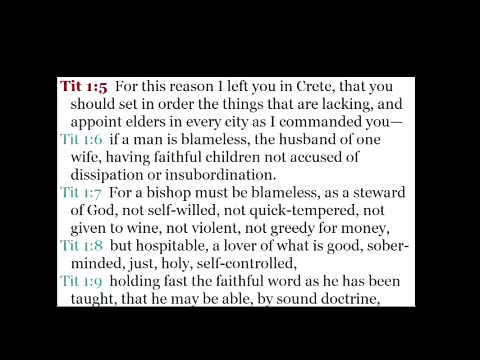 Tit 1:5 For this reason I left you in Crete, that you
should set in order the things that are lacking, and
appoint elders in every city as I commanded you—
Tit 1:6 if a man is blameless, the husband of one
wife, having faithful children not accused of
dissipation or insubordination.
Tit 1:7 For a bishop must be blameless, as a steward
of God, not self-willed, not quick-tempered, not
given to wine, not violent, not greedy for money,
Tit 1:8 but hospitable, a lover of what is good, sober-
minded, just, holy, self-controlled,
Tit 1:9 holding fast the faithful word as he has been
taught, that he may be able, by sound doctrine,